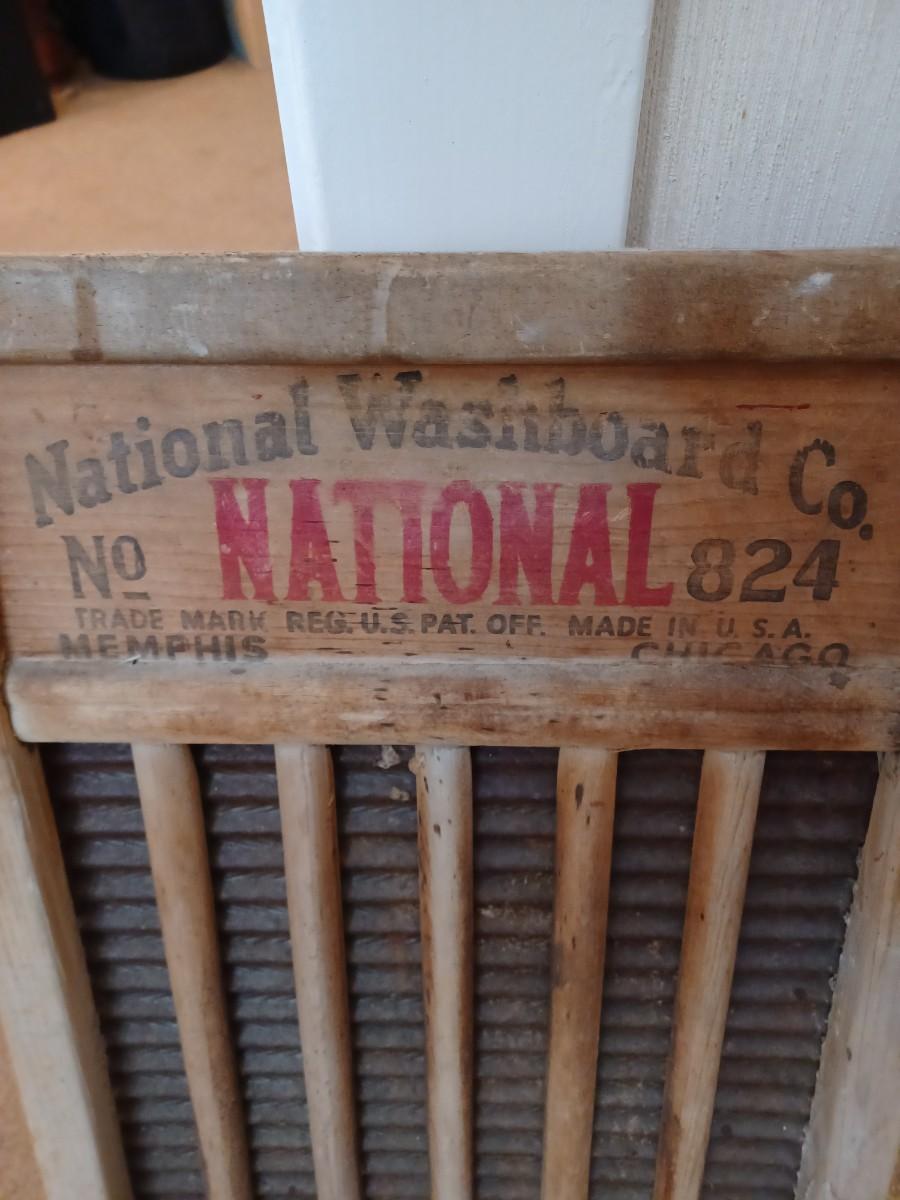 National Washboard Co.
No NATIONAL 824
TRADE MARK REG. U.S. PAT. OFF. MADE IN U. S. A.
MEMPHIS CHICAGO